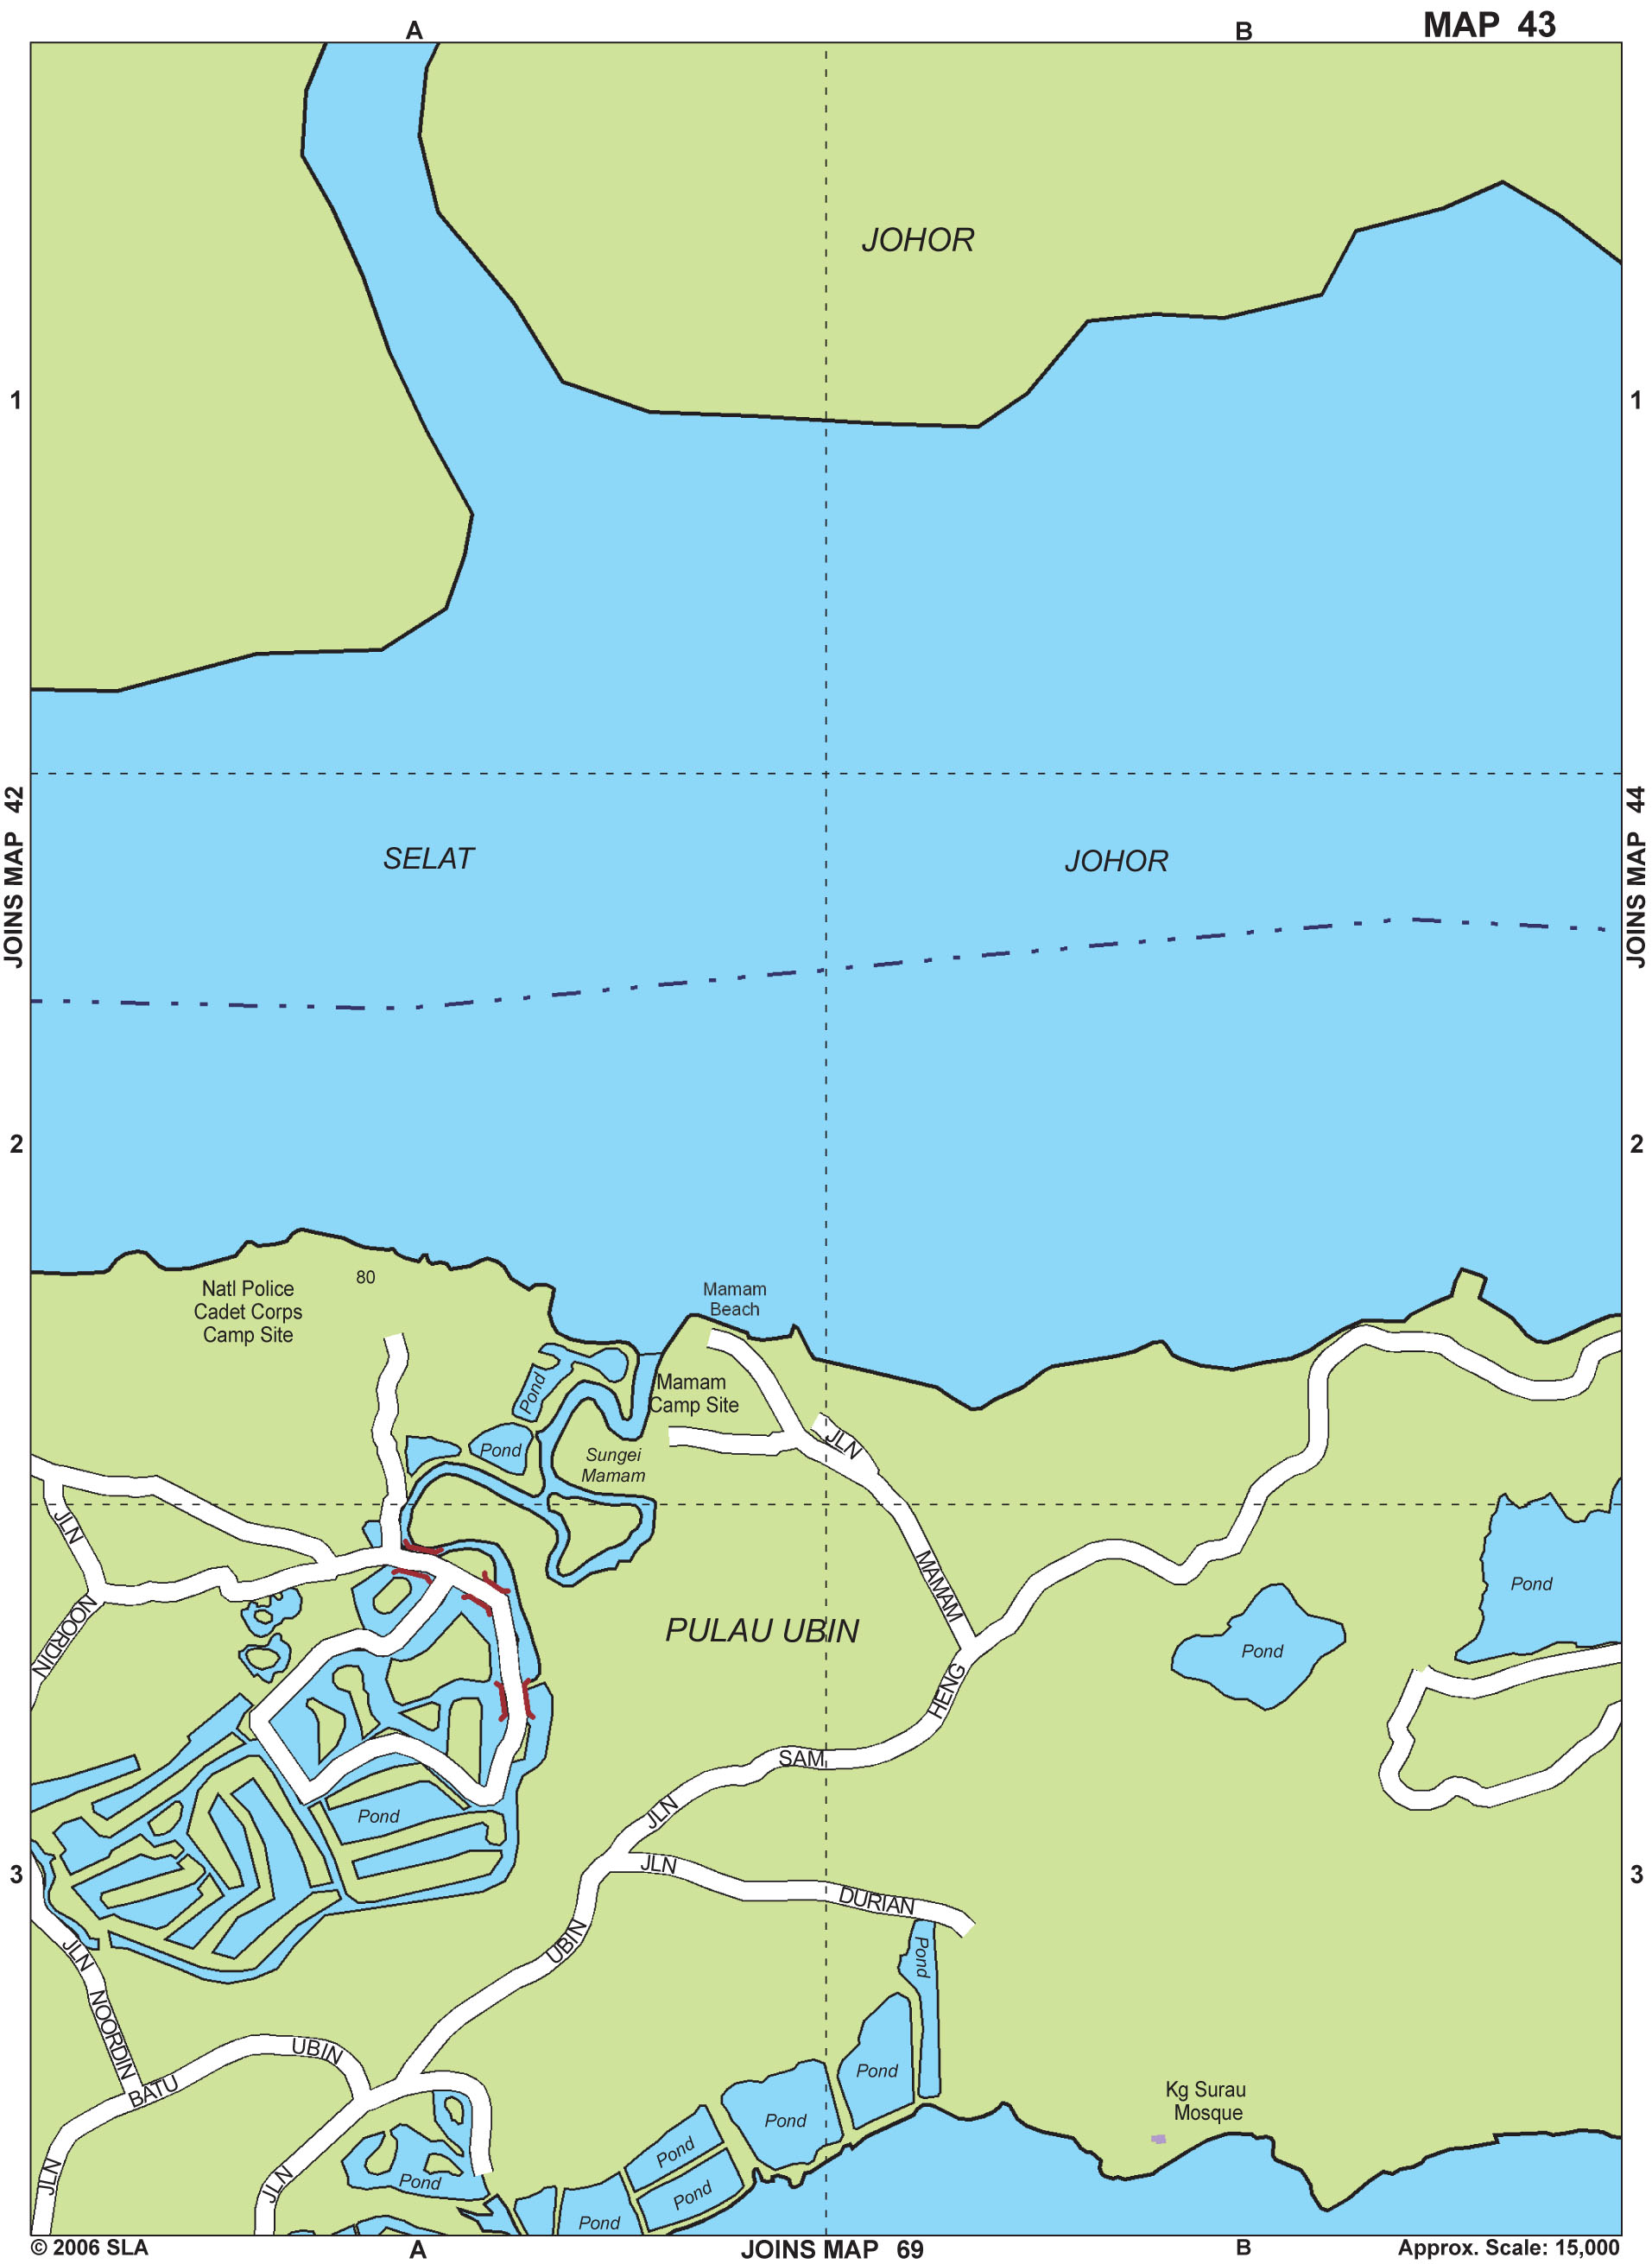 A
B
MAP 43
JOHOR
1
1
JOINS MAP 42
JOINS MAP 44
SELAT
JOHOR
2
2
Natl Police
Cadet Corps
Camp Site
80
Mamam
Beach
Pond
Mamam
Camp Site
Pond
Sungei
Mamam
JLN
JLN
NOORDIN
MAMAM
PULAU UBIN
Pond
Pond
HENG
SAM
JLN
Pond
JLN
DURIAN
3
3
UBIN
Pond
JLN
NOORDIN
UBIN
BATU
Pond
Kg Surau
Mosque
Pond
Pond
Pond
Pond
JLN
JLN
Pond
© 2006 SLA
A
JOINS MAP 69
B
Approx. Scale: 15,000